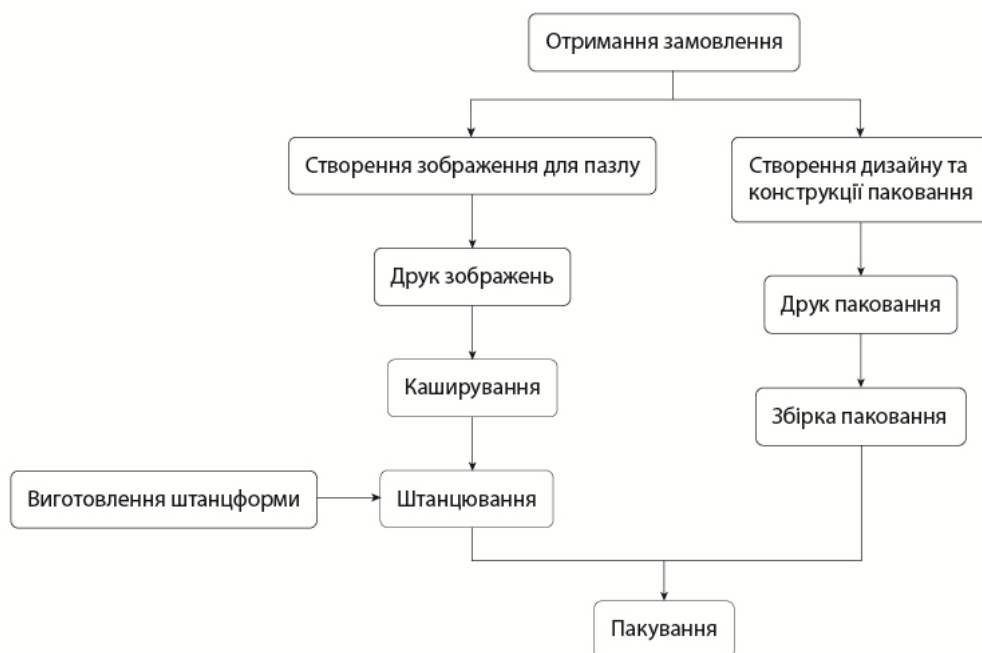 Отримання замовлення
Створення зображення для пазлу
Створення дизайну та
конструкції паковання
Друк зображень
Друк паковання
Каширування
Збірка паковання
Виготовлення штанцформи
Штанцювання
Пакування